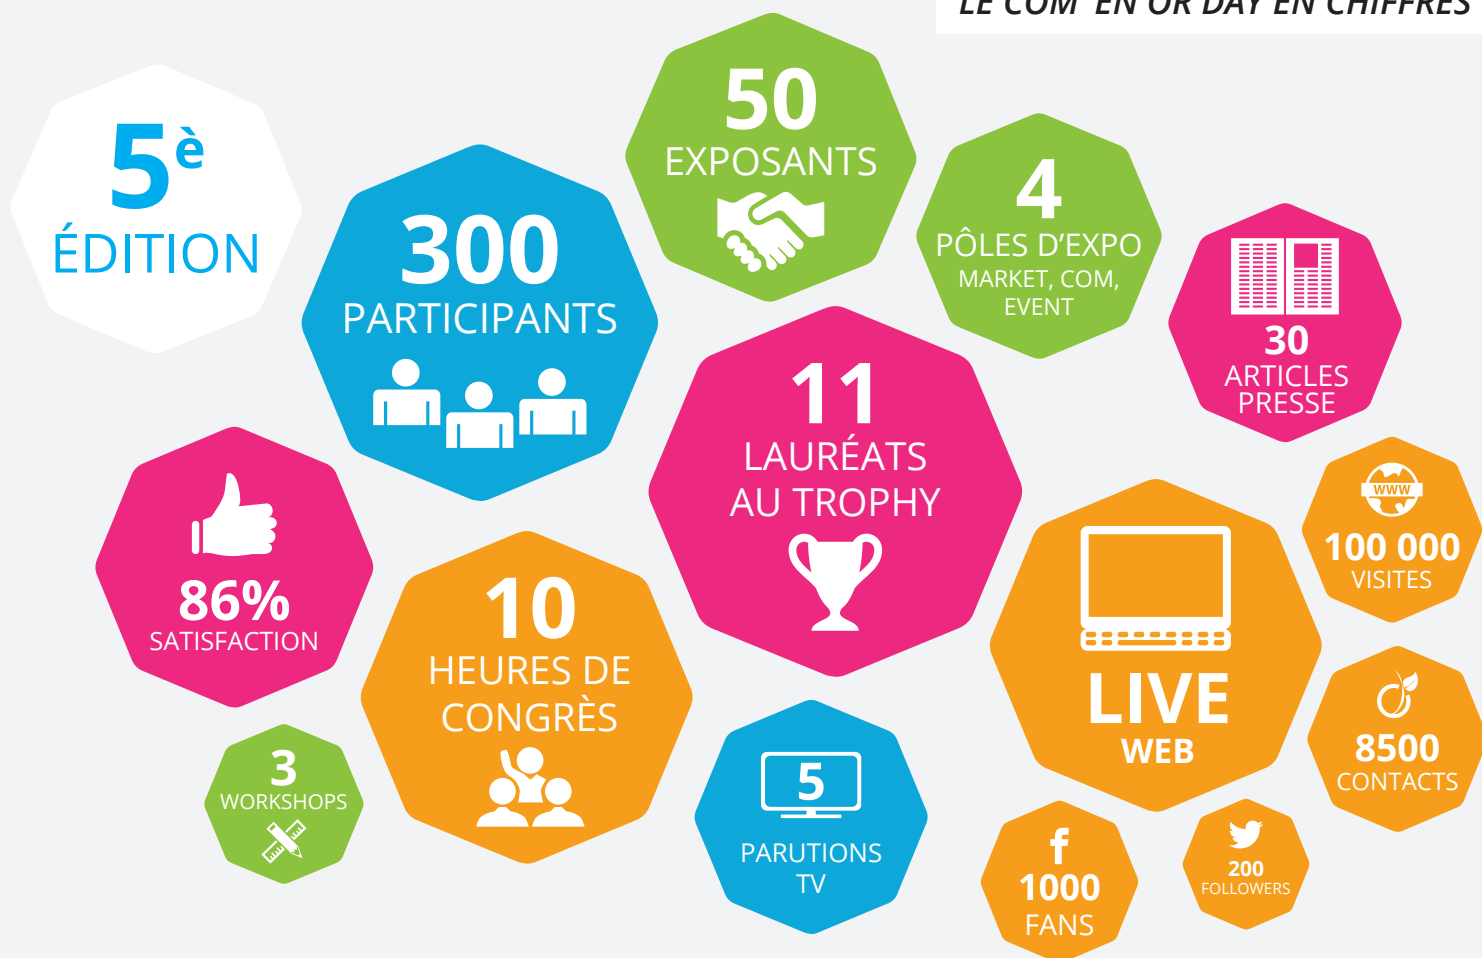 LE COM' EN OR DAY EN CHIFFRES
5è
ÉDITION
300
PARTICIPANTS
50
EXPOSANTS
4
PÔLES D'EXPO
MARKET, COM,
EVENT
30
ARTICLES
PRESSE
11
LAURÉATS
AU TROPHY
86%
SATISFACTION
10
HEURES DE
CONGRÈS
3
WORKSHOPS
5
PARUTIONS
TV
LIVE
WEB
WWW
100 000
VISITES
8500
CONTACTS
f
1000
FANS
200
FOLLOWERS